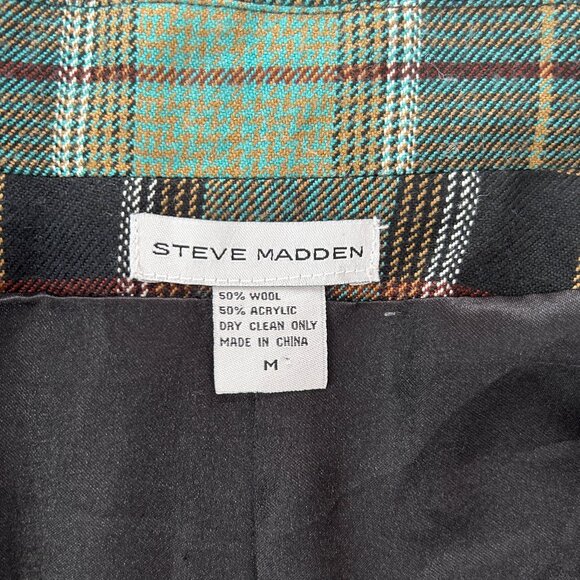 STEVE MADDEN
50% WOOL
50% ACRYLIC
DRY CLEAN ONLY
MADE IN CHINA
M